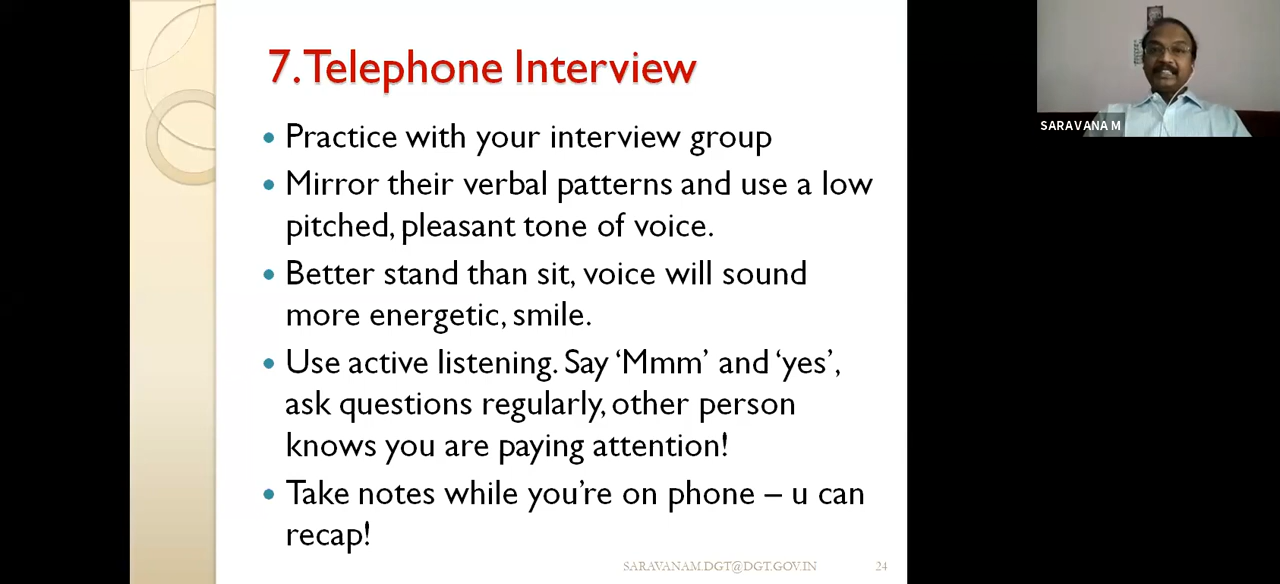 7. Telephone Interview
• Practice with your interview group
• Mirror their verbal patterns and use a low
pitched, pleasant tone of voice.
• Better stand than sit, voice will sound
more energetic, smile.
• Use active listening. Say ‘Mmm’ and ‘yes’,
ask questions regularly, other person
knows you are paying attention!
• Take notes while you’re on phone – u can
recap!
SARAVANAM.DGT@DGT.GOV.IN 24
SARAVANA M